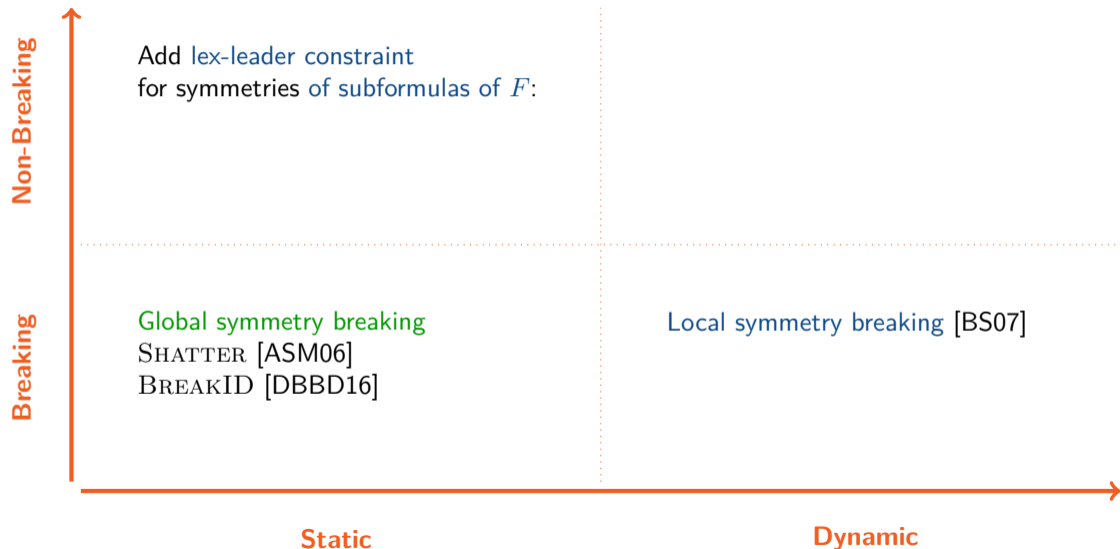 Non-Breaking
Add lex-leader constraint
for symmetries of subformulas of F:
Breaking
Global symmetry breaking
SHATTER [ASM06]
BREAKID [DBBD16]
Local symmetry breaking [BS07]
Static
Dynamic